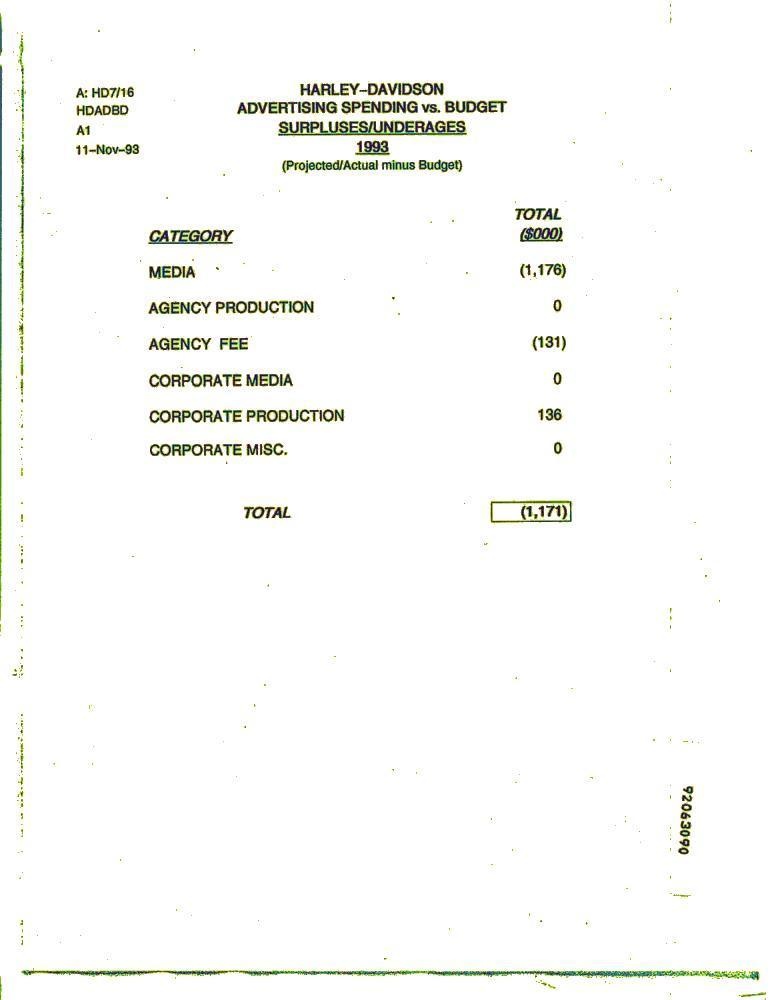 A: HD7/16
HDADBD
A1
11-Nov-93
HARLEY-DAVIDSON
ADVERTISING SPENDING vs. BUDGET
SURPLUSES/UNDERAGES
1993
(Projected/Actual minus Budget)
TOTAL
CATEGORY ($000)
MEDIA (1,176)
AGENCY PRODUCTION 0
AGENCY FEE (131)
CORPORATE MEDIA 0
CORPORATE PRODUCTION 136
CORPORATE MISC. 0
TOTAL (1,171)
92063090